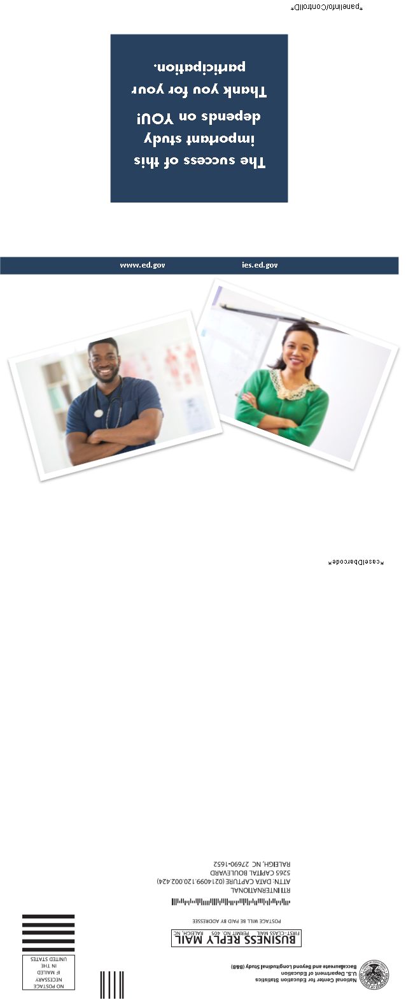 *panelinfo/ControlID*
The success of this
important study
depends on YOU!
Thank you for your
participation.
www.ed.gov ies.ed.gov
*caseIDbarcode*
National Center for Education Statistics
U.S. Department of Education
Baccalaureate and Beyond Longitudinal Study (B&B)
NO POSTAGE
NECESSARY
IF MAILED
IN THE
UNITED STATES
BUSINESS REPLY MAIL
FIRST-CLASS MAIL PERMIT NO. 405 RALEIGH, NC
POSTAGE WILL BE PAID BY ADDRESSEE
RTI INTERNATIONAL
ATTN: DATA CAPTURE (0214099.120.002.424)
5265 CAPITAL BOULEVARD
RALEIGH, NC 27690-1652